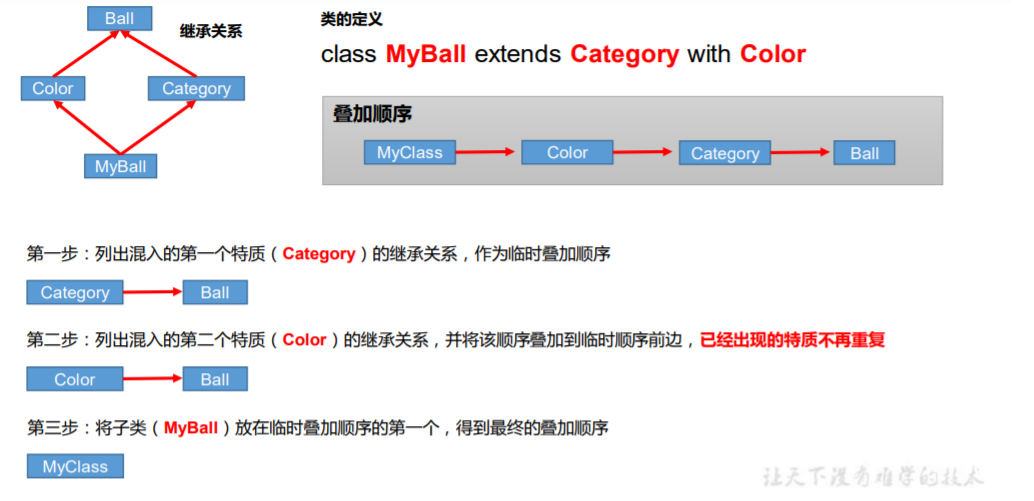 Ball
继承关系
Color
Category
MyBall
类的定义
class MyBall extends Category with Color
叠加顺序
MyClass
Color
Category
Ball
第一步：列出混入的第一个特质（Category）的继承关系，作为临时叠加顺序
Category
Ball
第二步：列出混入的第二个特质（Color）的继承关系，并将该顺序叠加到临时顺序前边，已经出现的特质不再重复
Color
Ball
第三步：将子类（MyBall）放在临时叠加顺序的第一个，得到最终的叠加顺序
MyClass
让天下没有难学的技术